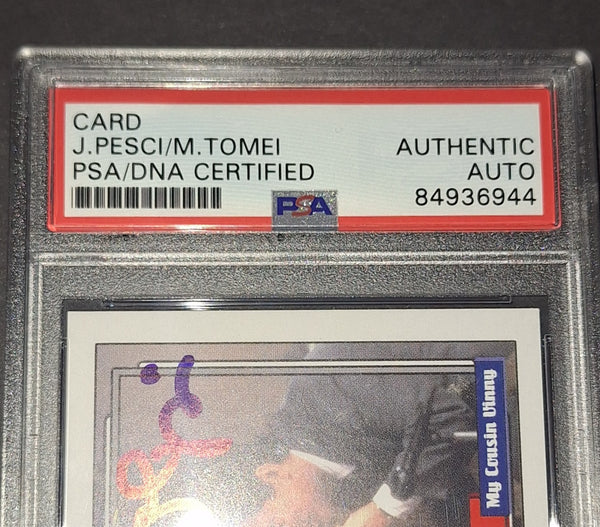 CARD
J.PESCI/M.TOMEI
PSA/DNA CERTIFIED
AUTHENTIC
AUTO
84936944
PSA
My Cousin Vinny